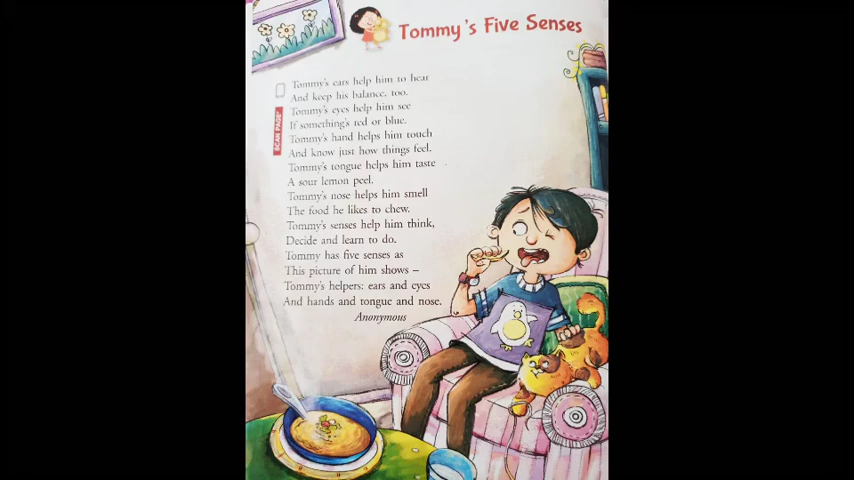 Tommy's Five Senses
Tommy's ears help him to hear
And keep his balance, too.
Tommy's eyes help him see
If something's red or blue.
SCAN PAGE
Tommy's hand helps him touch
And know just how things feel.
Tommy's tongue helps him taste
A sour lemon peel.
Tommy's nose helps him smell
The food he likes to chew.
Tommy's senses help him think,
Decide and learn to do.
Tommy has five senses as
This picture of him shows –
Tommy's helpers: ears and eyes
And hands and tongue and nose.
Anonymous